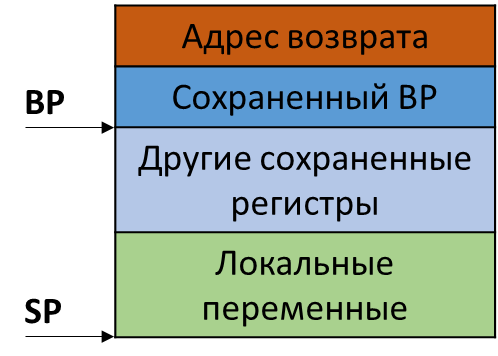 Адрес возврата
BP
Сохраненный BP
Другие сохраненные
регистры
Локальные
переменные
SP